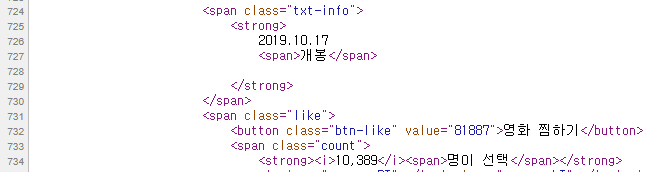 724 <span class="txt-info">
725 <strong>
726 2019.10.17
727 <span>개봉</span>
728
729 </strong>
730 </span>
731 <span class="like">
732 <button class="btn-like" value="81887">영화 찜하기</button>
733 <span class="count">
734 <strong><i>10,389</i><span>명이 선택</span></strong>